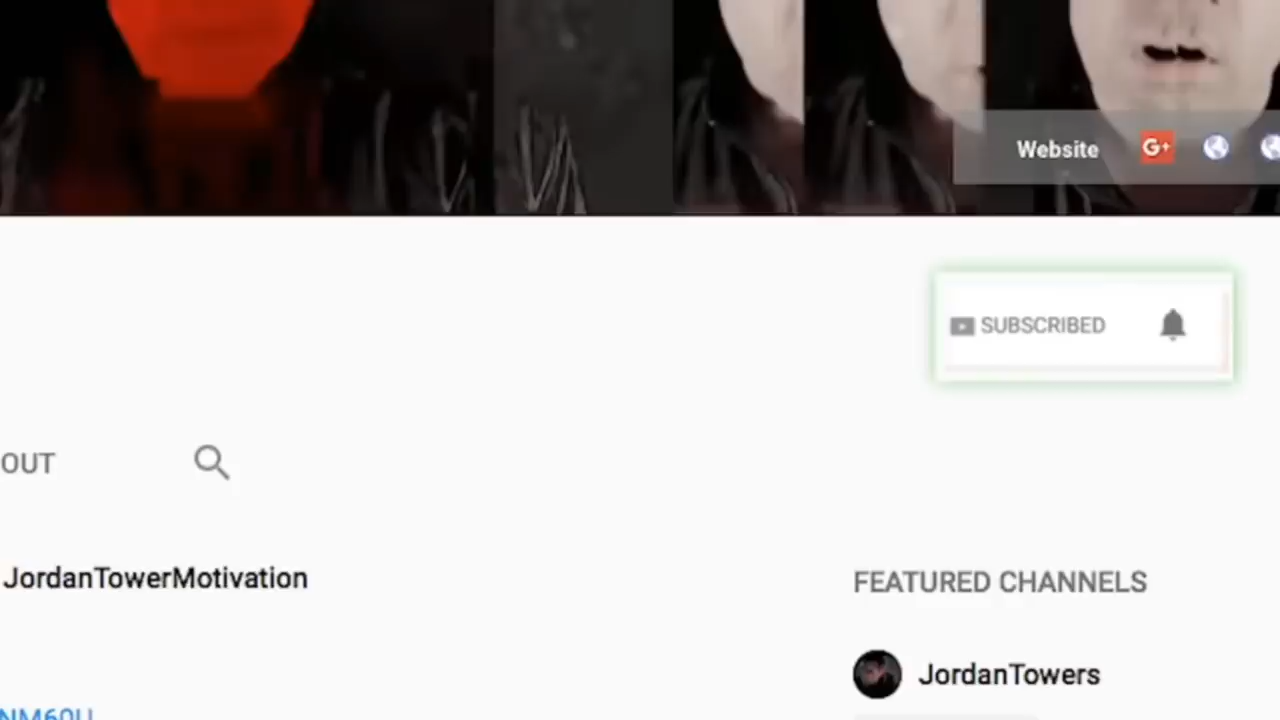 Website G+
SUBSCRIBED
OUT
JordanTowerMotivation
FEATURED CHANNELS
JordanTowers